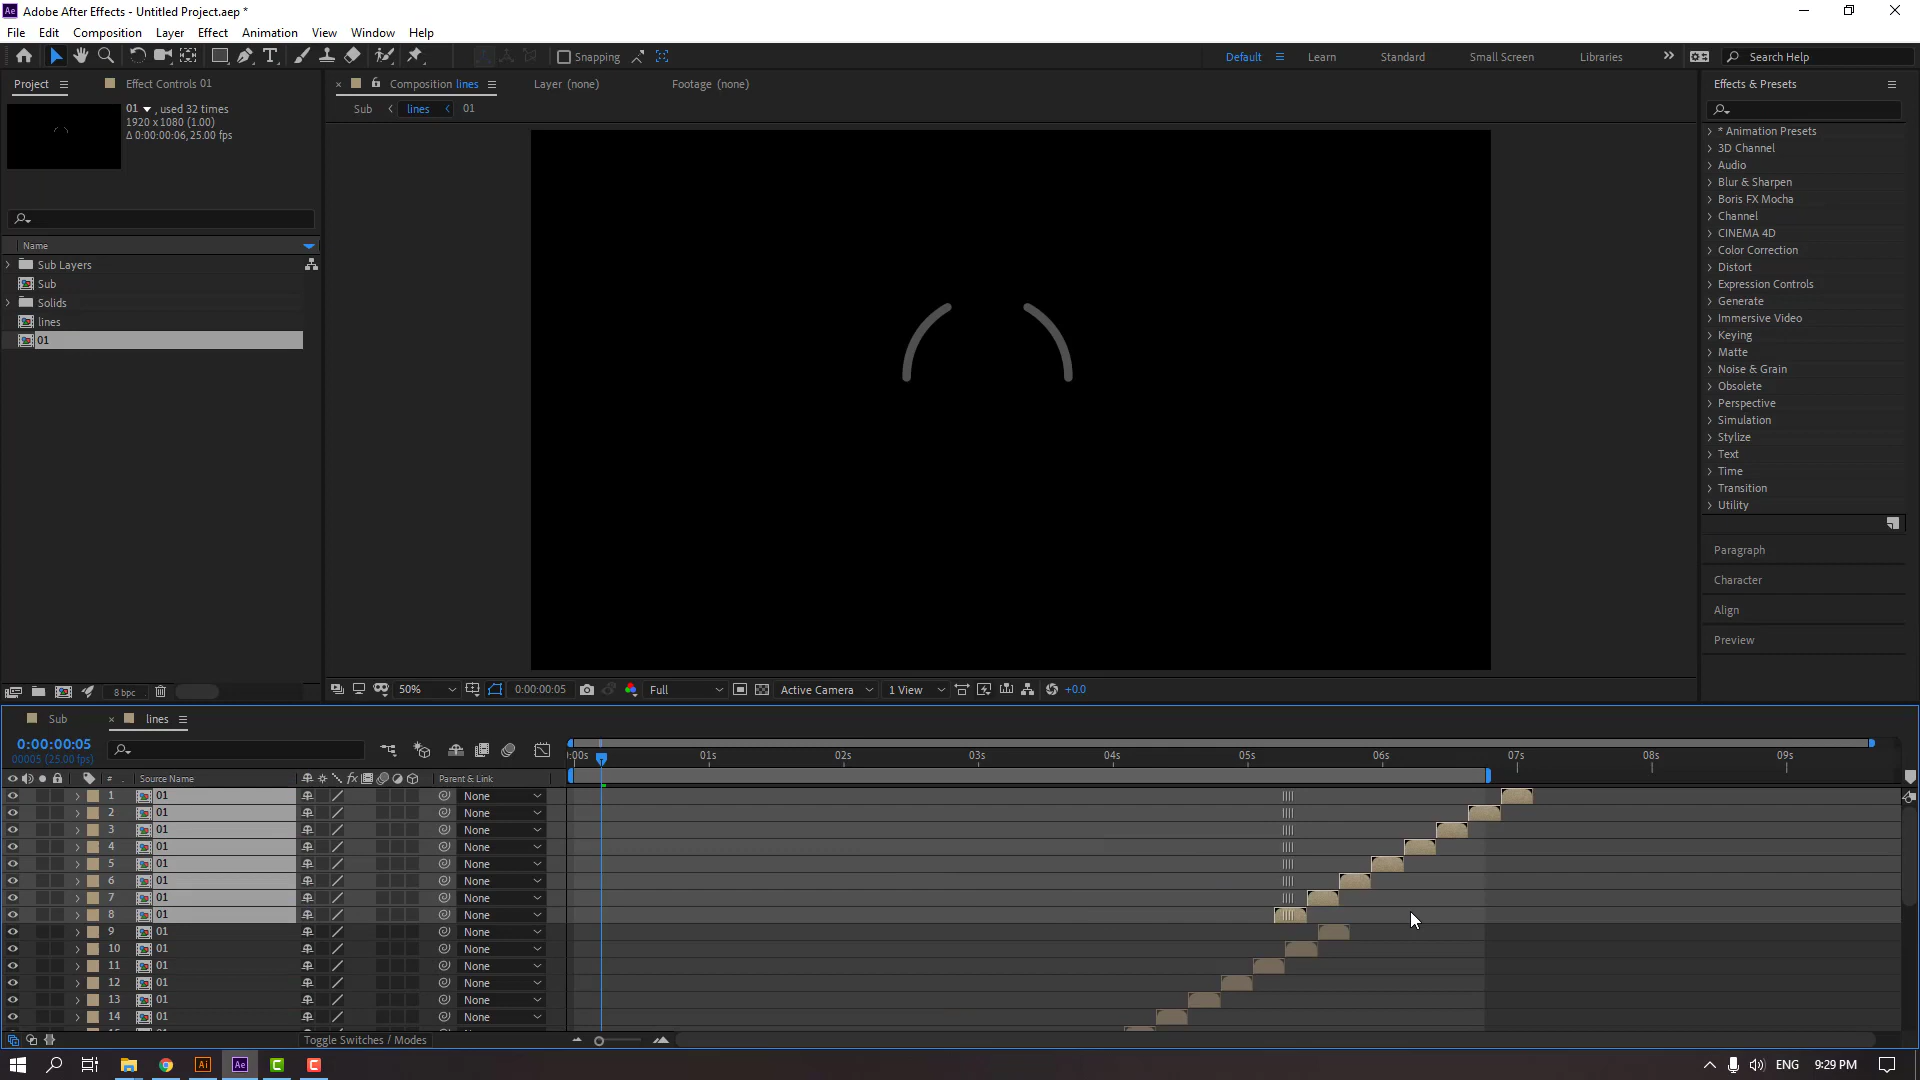 Adobe After Effects - Untitled Project.aep *
File Edit Composition Layer Effect Animation View Window Help
Snapping
Default Learn Standard Small Screen Libraries Search Help
Project Effect Controls 01
01 , used 32 times
1920 x 1080 (1.00)
Δ 0:00:00:06, 25.00 fps
Name
Sub Layers
Sub
Solids
lines
01
8 bpc
Composition lines Layer (none) Footage (none)
Sub lines 01
50% 0:00:00:05 Full Active Camera 1 View +0.0
Effects & Presets
* Animation Presets
3D Channel
Audio
Blur & Sharpen
Boris FX Mocha
Channel
CINEMA 4D
Color Correction
Distort
Expression Controls
Generate
Immersive Video
Keying
Matte
Noise & Grain
Obsolete
Perspective
Simulation
Stylize
Text
Time
Transition
Utility
Paragraph
Character
Align
Preview
Sub lines
0:00:00:05
00005 (25.00 fps)
:00s 01s 02s 03s 04s 05s 06s 07s 08s 09s
# Source Name Parent & Link
1 01 None
2 01 None
3 01 None
4 01 None
5 01 None
6 01 None
7 01 None
8 01 None
9 01 None
10 01 None
11 01 None
12 01 None
13 01 None
14 01 None
Toggle Switches / Modes
ENG 9:29 PM